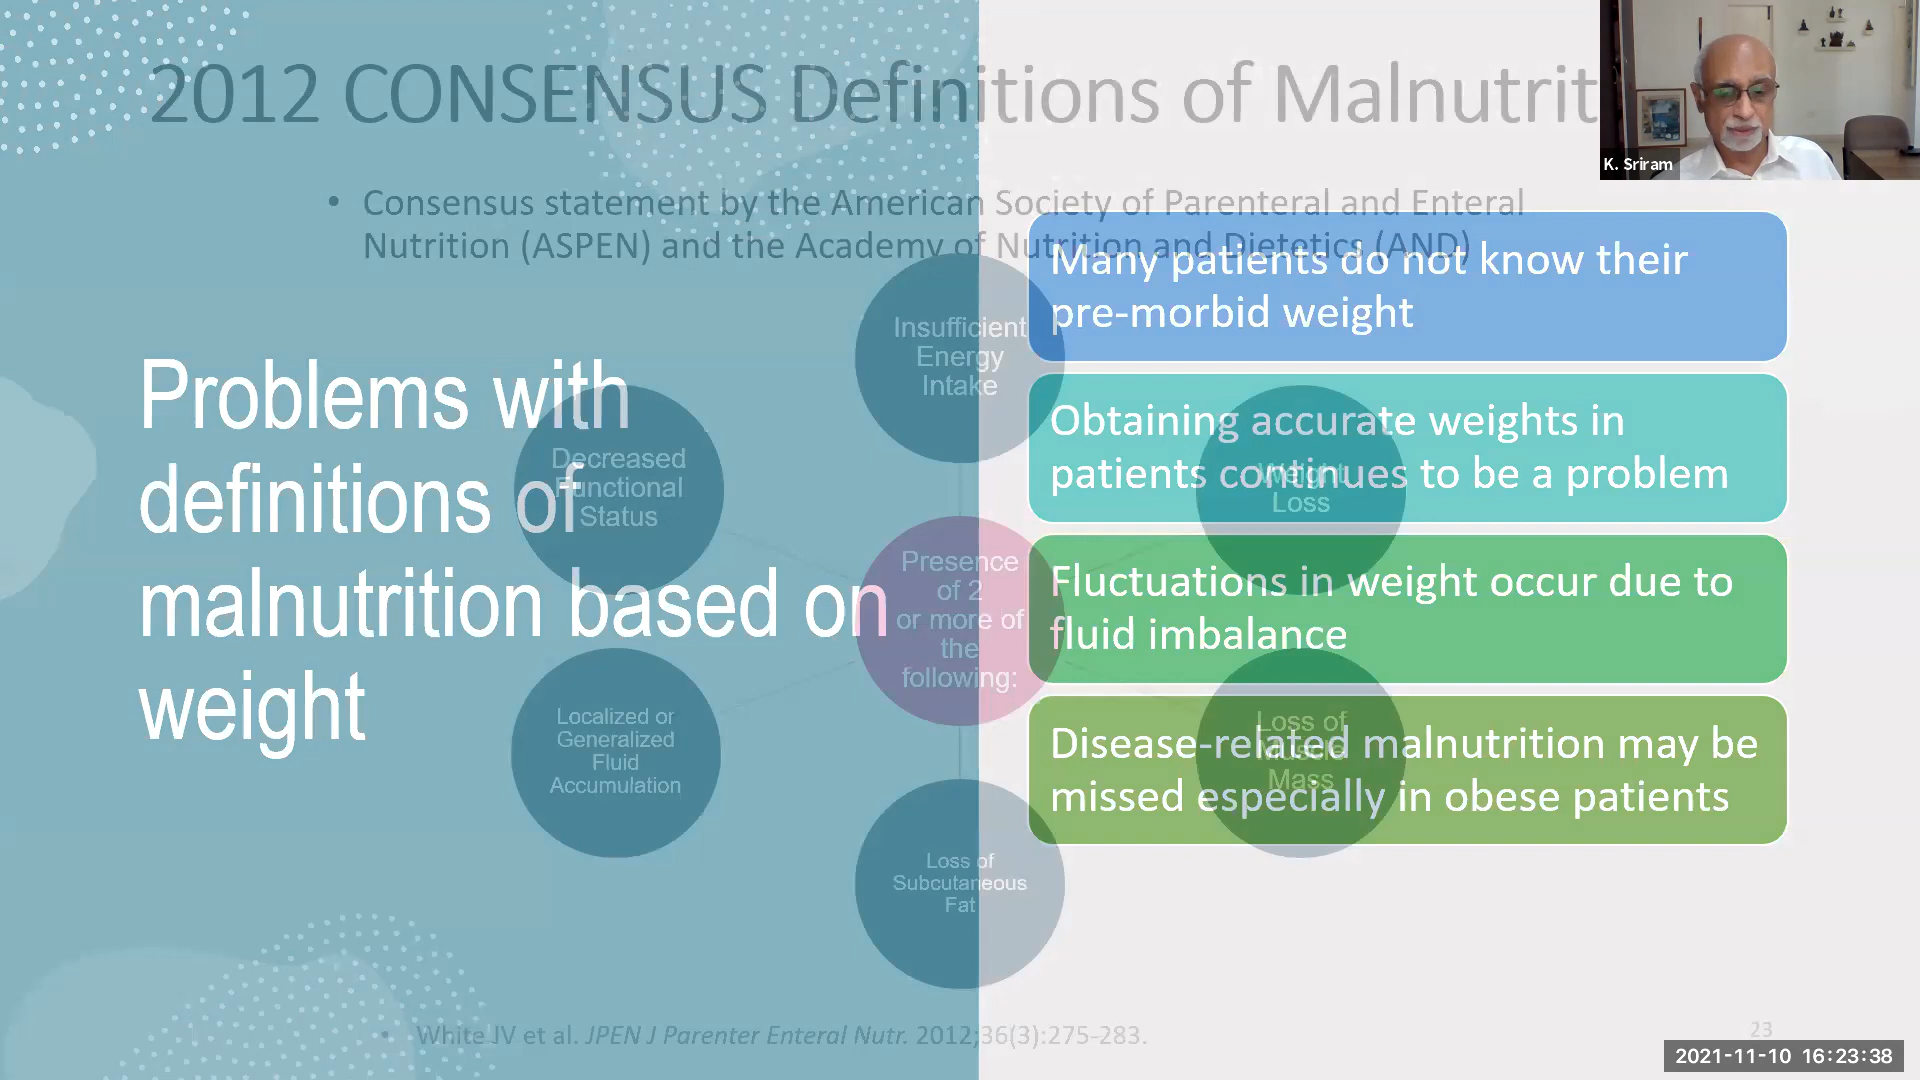 2012 CONSENSUS Definitions of Malnutrit
K. Sriram
• Consensus statement by the American Society of Parenteral and Enteral
Nutrition (ASPEN) and the Academy of Nutrition and Dietetics (AND)
Problems with
definitions of
malnutrition based on
weight
Many patients do not know their
pre-morbid weight
Obtaining accurate weights in
patients continues to be a problem
Fluctuations in weight occur due to
fluid imbalance
Disease-related malnutrition may be
missed especially in obese patients
Insufficient
Energy
Intake
Decreased
Functional
Status
Weight
Loss
Presence
of 2
or more of
the
following:
Localized or
Generalized
Fluid
Accumulation
Loss of
Muscle
Mass
Loss of
Subcutaneous
Fat
• White JV et al. JPEN J Parenter Enteral Nutr. 2012;36(3):275-283.
23
2021-11-10 16:23:38